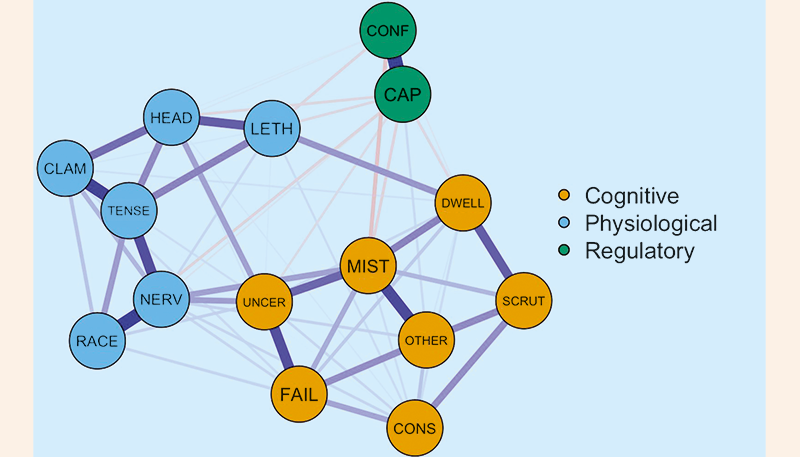 CONF
CAP
HEAD
LETH
CLAM
TENSE
DWELL
MIST
NERV
UNCER
SCRUT
RACE
OTHER
FAIL
CONS
Cognitive
Physiological
Regulatory